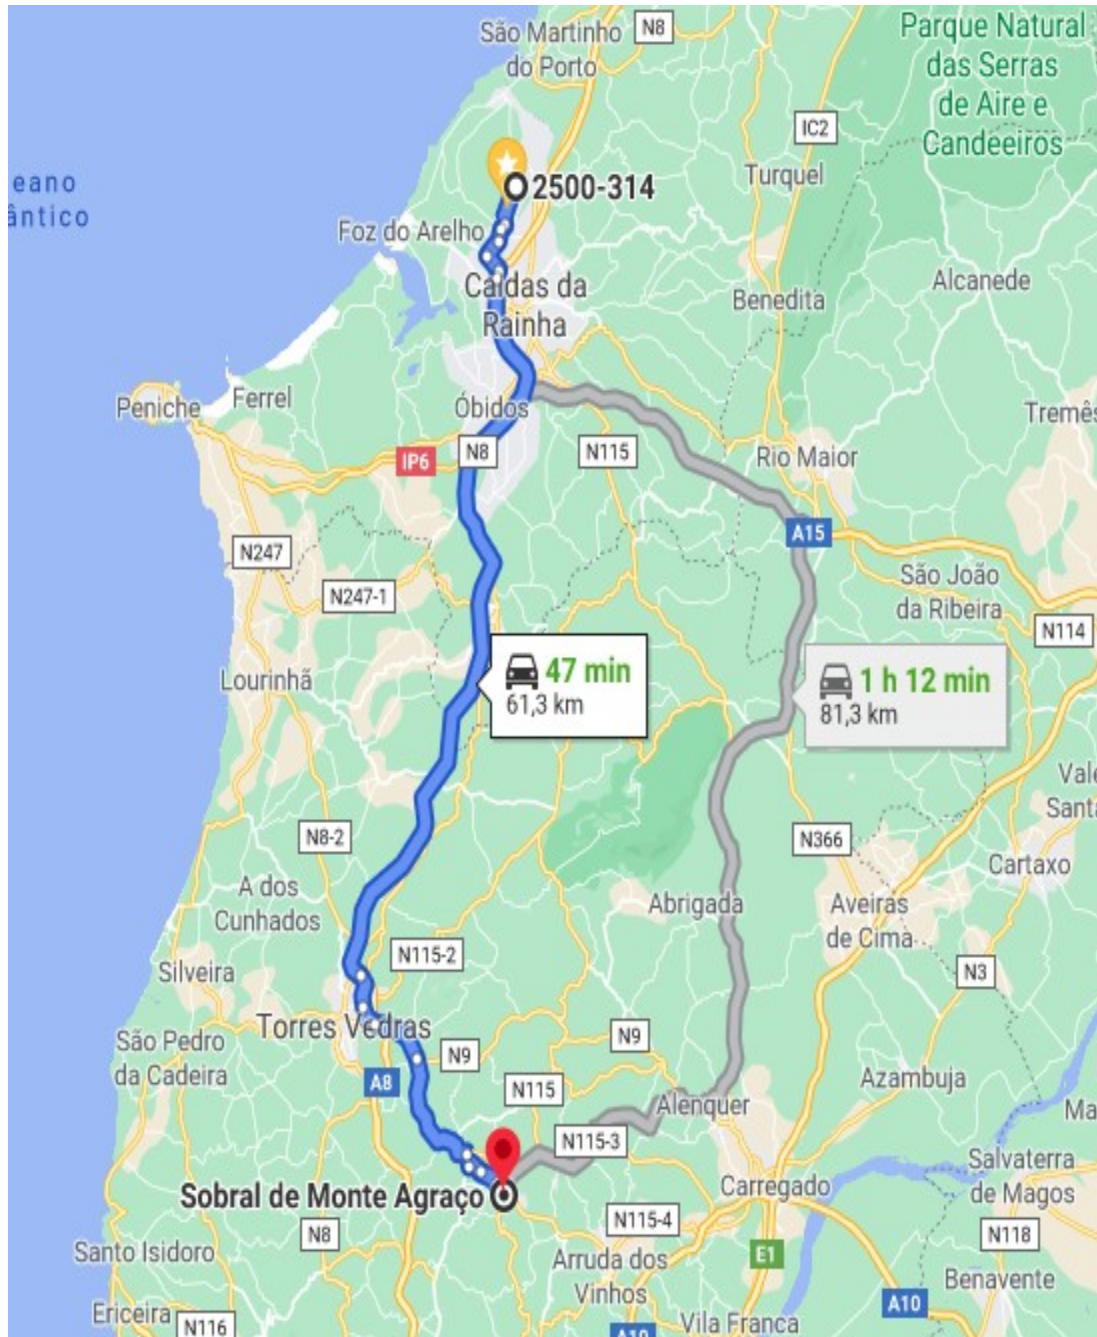 São Martinho
do Porto
N8
Parque Natural
das Serras
de Aire e
Candeeiros
IC2
Turquel
eano
ântico
2500-314
Foz do Arelho
Alcanede
Caldas da
Rainha
Benedita
Peniche
Ferrel
Óbidos
Tremês
IP6
N8
N115
Rio Maior
A15
N247
N247-1
São João
da Ribeira
N114
Lourinhã
47 min
61,3 km
1 h 12 min
81,3 km
Vale
Santa
N8-2
N366
Cartaxo
A dos
Cunhados
Abrigada
Aveiras
de Cima
N115-2
Silveira
N3
Torres Vedras
São Pedro
da Cadeira
N9
N9
A8
N115
Azambuja
Alenquer
Ma
N115-3
Salvaterra
de Magos
Sobral de Monte Agraço
Carregado
N8
N115-4
N118
Santo Isidoro
Arruda dos
Vinhos
E1
Benavente
Ericeira
N116
A10
Vila Franca
A10